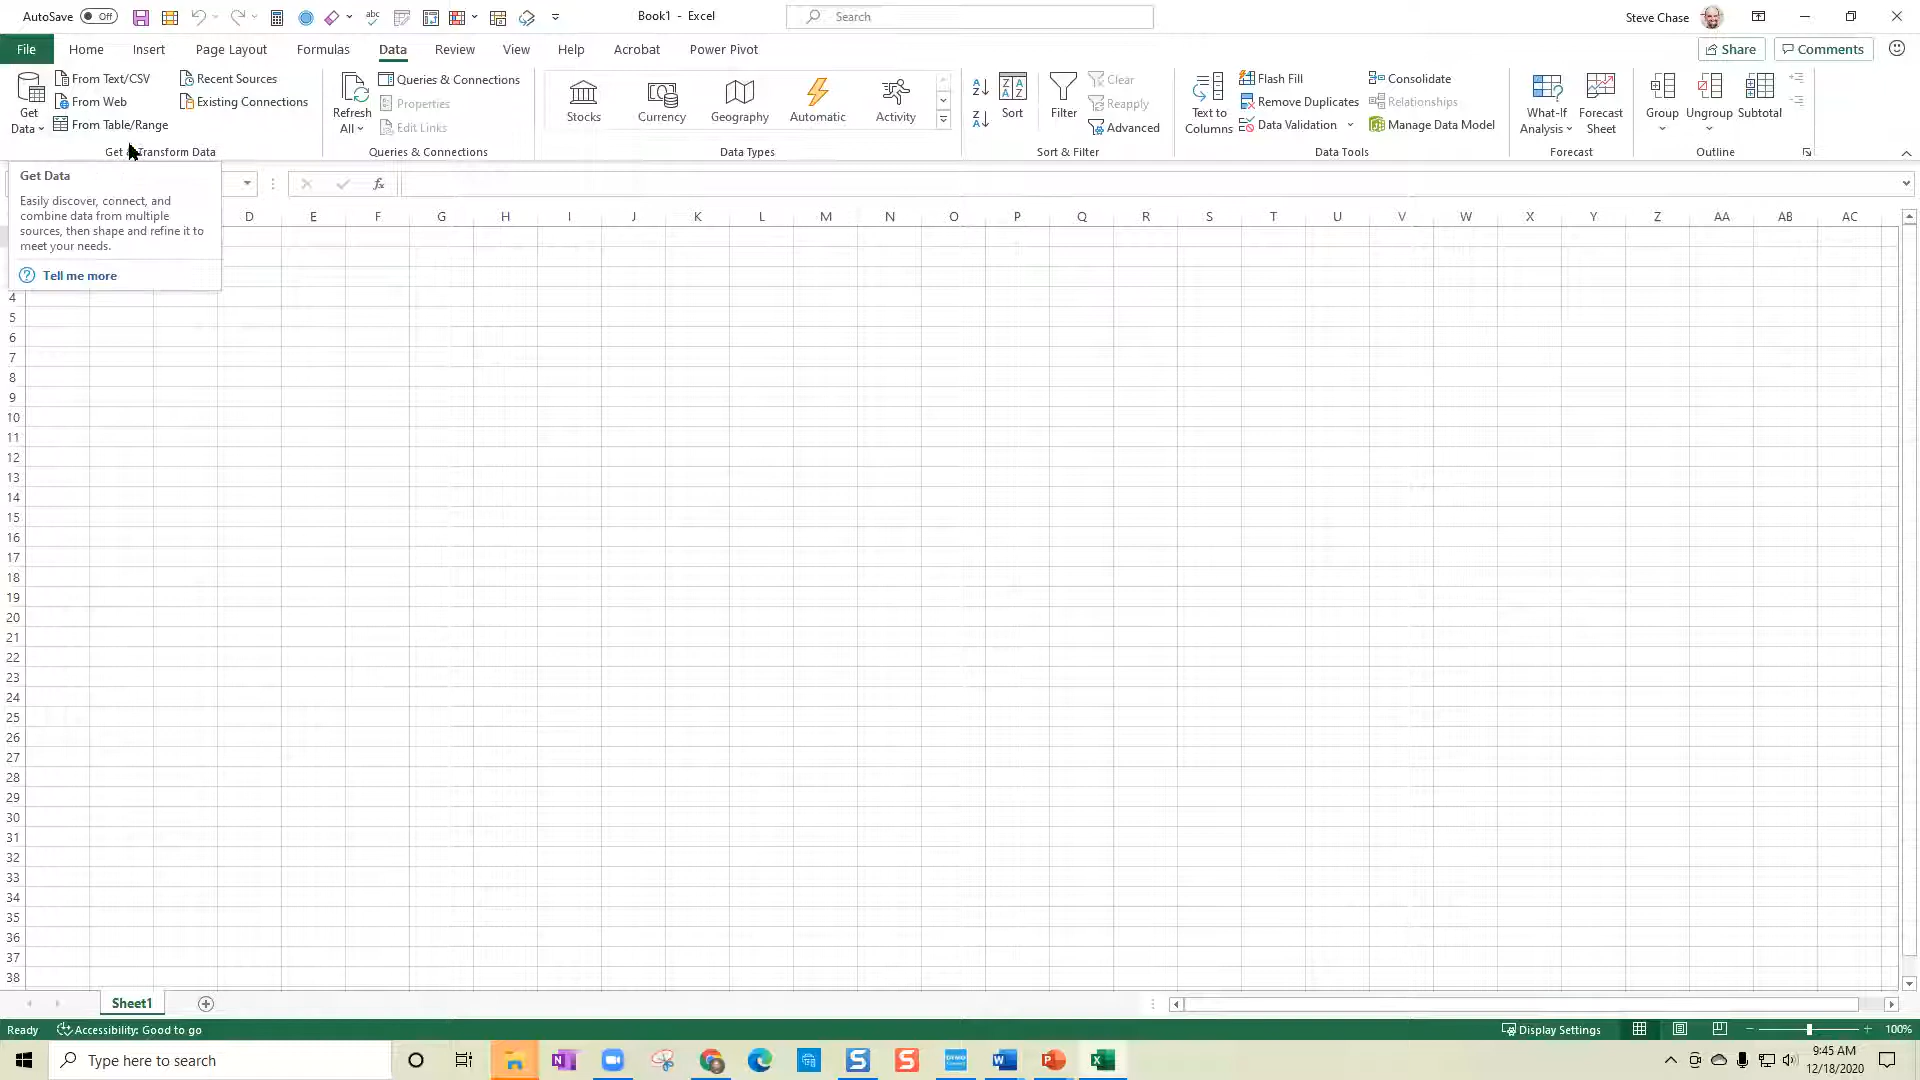 AutoSave Off
Book1 - Excel
Search
Steve Chase
File Home Insert Page Layout Formulas Data Review View Help Acrobat Power Pivot
Share Comments
Get Data
From Text/CSV
From Web
From Table/Range
Recent Sources
Existing Connections
Get & Transform Data
Refresh All
Queries & Connections
Properties
Edit Links
Queries & Connections
Stocks
Currency
Geography
Automatic
Activity
Data Types
Sort
Filter
Clear
Reapply
Advanced
Sort & Filter
Text to Columns
Flash Fill
Remove Duplicates
Data Validation
Consolidate
Relationships
Manage Data Model
Data Tools
What-If Analysis
Forecast Sheet
Forecast
Group
Ungroup
Subtotal
Outline
fx
Get Data
Easily discover, connect, and
combine data from multiple
sources, then shape and refine it to
meet your needs.
Tell me more
D E F G H I J K L M N O P Q R S T U V W X Y Z AA AB AC
4
5
6
7
8
9
10
11
12
13
14
15
16
17
18
19
20
21
22
23
24
25
26
27
28
29
30
31
32
33
34
35
36
37
38
Sheet1
Ready
Accessibility: Good to go
Display Settings
100%
Type here to search
9:45 AM
12/18/2020